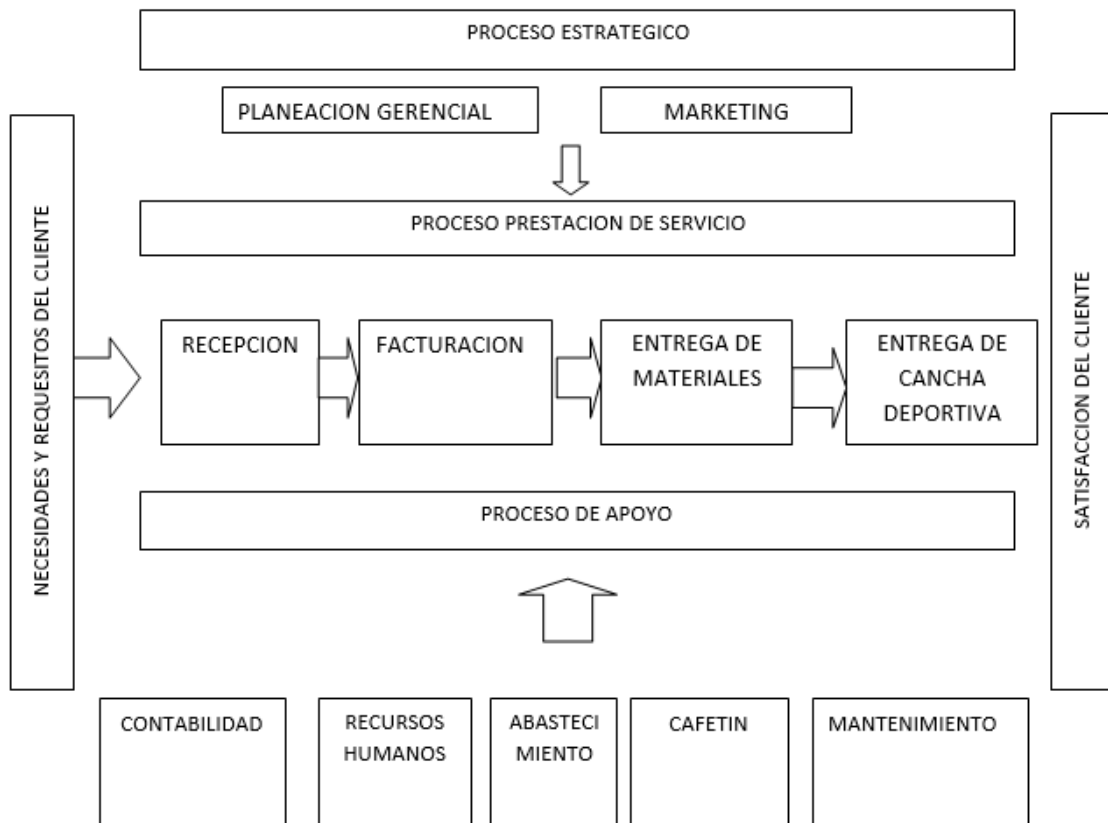 PROCESO ESTRATEGICO
PLANEACION GERENCIAL
MARKETING
PROCESO PRESTACION DE SERVICIO
NECESIDADES Y REQUESITOS DEL CLIENTE
RECEPCION
FACTURACION
ENTREGA DE
MATERIALES
ENTREGA DE
CANCHA
DEPORTIVA
SATISFACCION DEL CLIENTE
PROCESO DE APOYO
CONTABILIDAD
RECURSOS
HUMANOS
ABASTECI
MIENTO
CAFETIN
MANTENIMIENTO